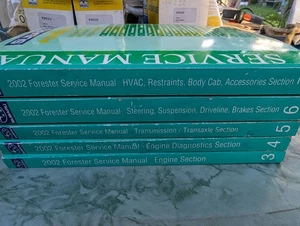 SERVICE MANUA
2002 Forester Service Manual HVAC, Restraints, Body Cab, Accessories Section
2002 Forester Service Manual Steering, Suspension, Driveline, Brakes Section 6
2002 Forester Service Manual - Transmission / Transaxle Section 5
2002 Forester Service Manual - Engine Diagnostics Section 4
2002 Forester Service Manual - Engine Section 3